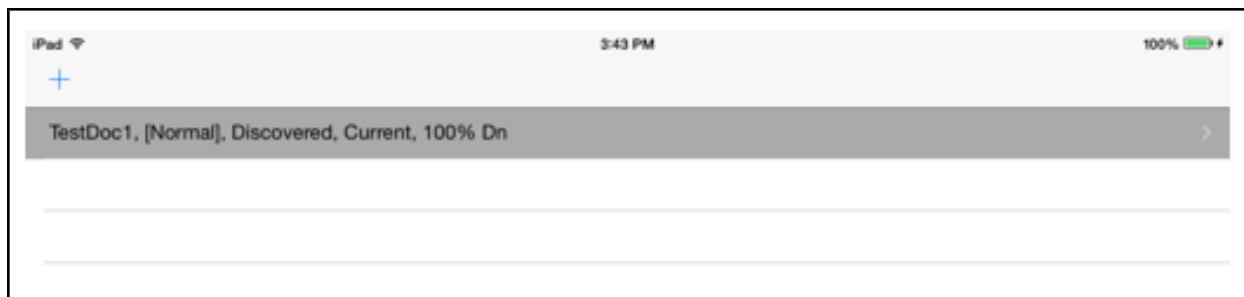 iPad 3:43 PM 100%
+
TestDoc1, [Normal], Discovered, Current, 100% Dn